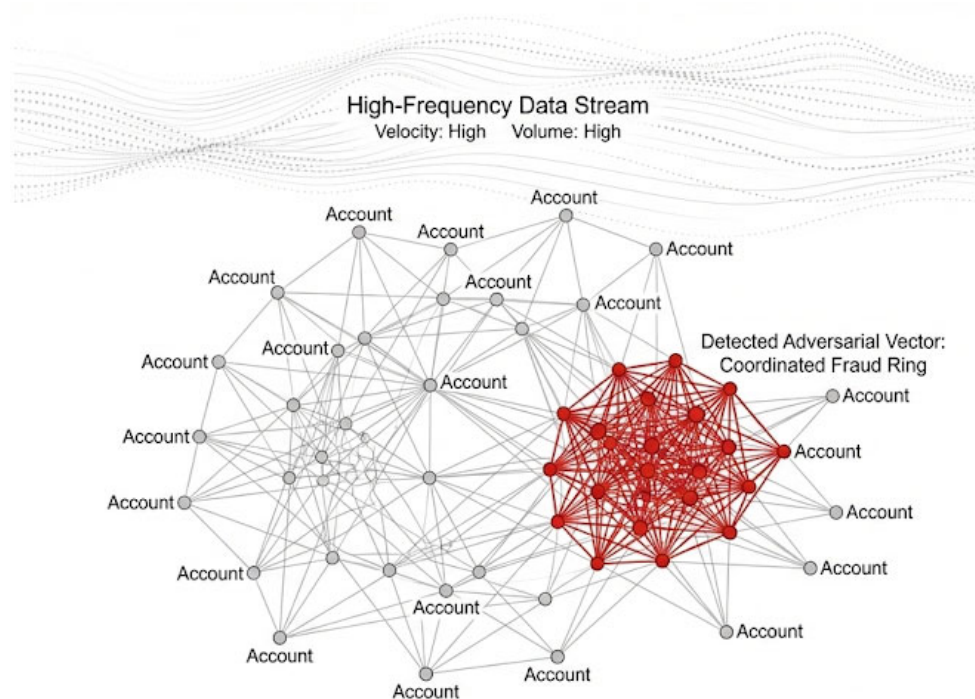 High-Frequency Data Stream
Velocity: High Volume: High
Account
Account
Account
Account
Account
Account
Account
Account
Account
Detected Adversarial Vector:
Coordinated Fraud Ring
Account
Account
Account
Account
Account
Account
Account
Account
Account
Account
Account
Account